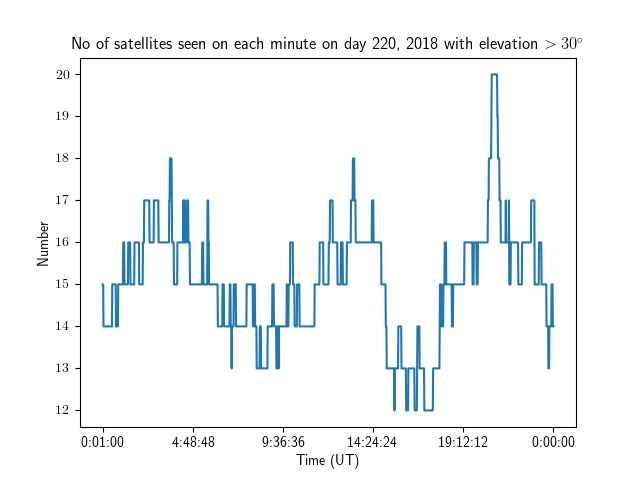 No of satellites seen on each minute on day 220, 2018 with elevation > 30°
20
19
18
17
16
15
14
13
12
Number
0:01:00 4:48:48 9:36:36 14:24:24 19:12:12 0:00:00
Time (UT)